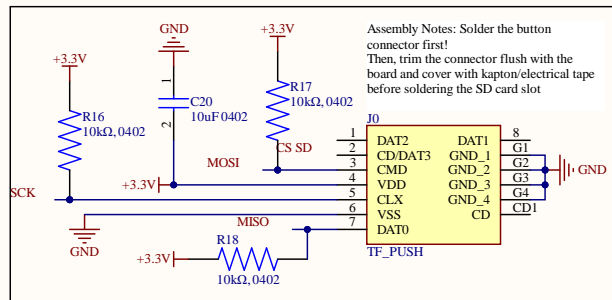 GND
+3.3V
Assembly Notes: Solder the button
connector first!
Then, trim the connector flush with the
board and cover with kapton/electrical tape
before soldering the SD card slot
+3.3V
1
C20
10uF 0402
2
R17
10kΩ, 0402
R16
10kΩ, 0402
J0
1 DAT2 DAT1 8
2 CD/DAT3 GND_1 G1
CS SD
MOSI
3 CMD GND_2 G2
GND
+3.3V
4 VDD GND_3 G3
SCK
5 CLX GND_4 G4
6 VSS CD CD1
MISO
7 DAT0
GND
R18
+3.3V
10kΩ, 0402
TF_PUSH